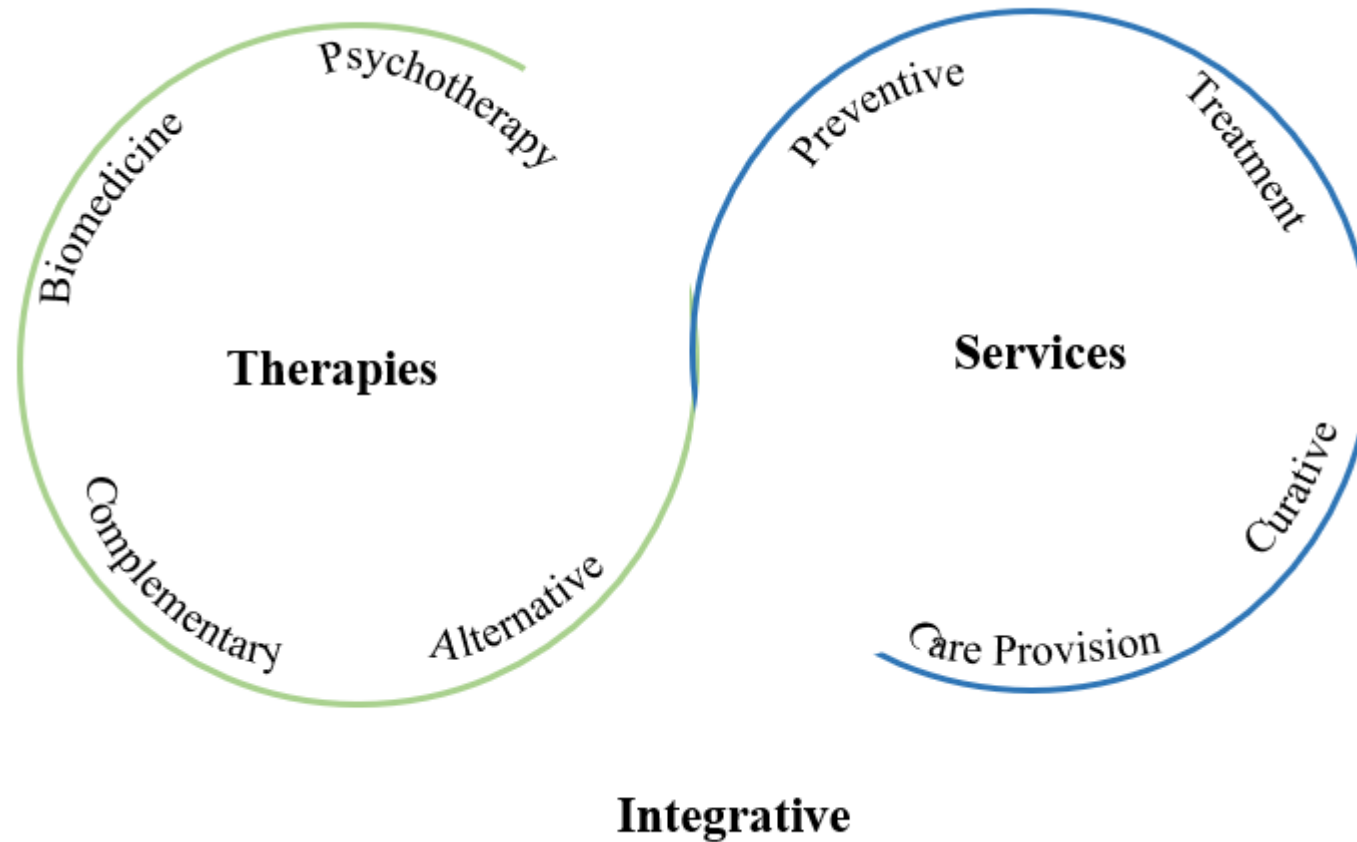 Psychotherapy
Biomedicine
Therapies
Complementary
Alternative
Preventive
Treatment
Services
Curative
Care Provision
Integrative